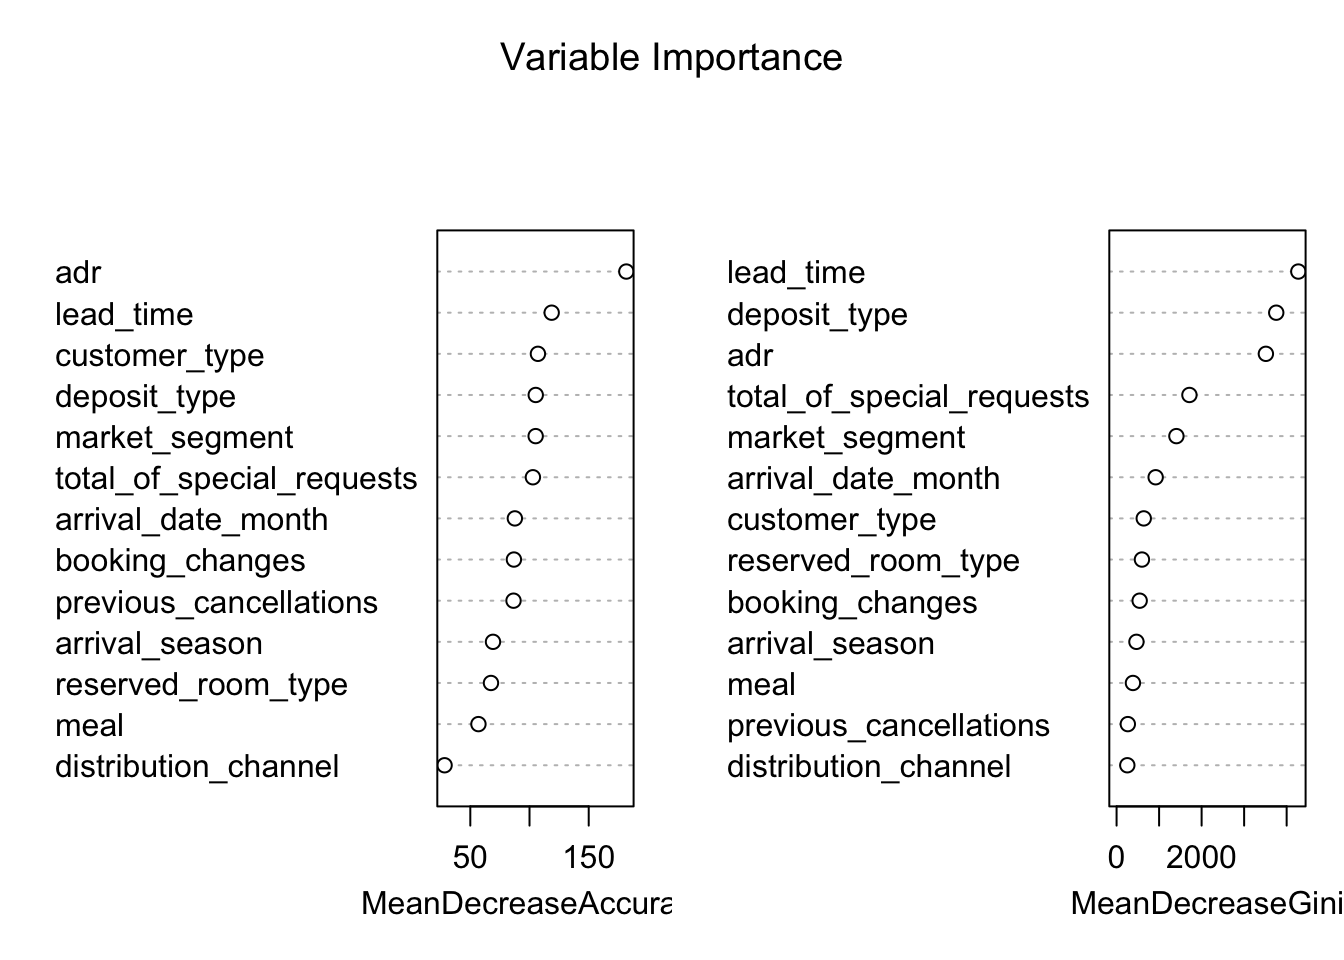 Variable Importance
adr
lead_time
customer_type
deposit_type
market_segment
total_of_special_requests
arrival_date_month
booking_changes
previous_cancellations
arrival_season
reserved_room_type
meal
distribution_channel
50 150
MeanDecreaseAccura
lead_time
deposit_type
adr
total_of_special_requests
market_segment
arrival_date_month
customer_type
reserved_room_type
booking_changes
arrival_season
meal
previous_cancellations
distribution_channel
0 2000
MeanDecreaseGini